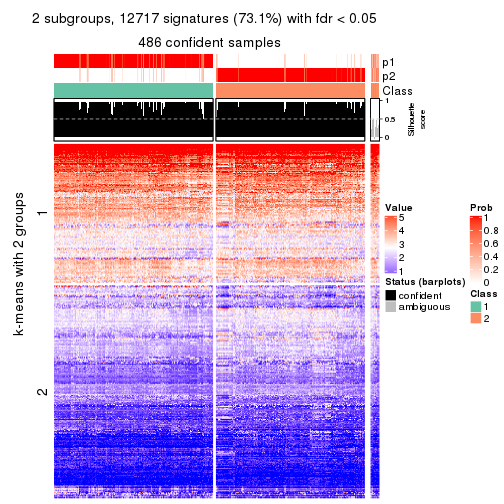 2 subgroups, 12717 signatures (73.1%) with fdr < 0.05
486 confident samples
p1
p2
Class
1
0.5
0
Silhouette
score
k-means with 2 groups
1
2
Value
5
4
3
2
1
Status (barplots)
confident
ambiguous
Prob
1
0.8
0.6
0.4
0.2
0
Class
1
2